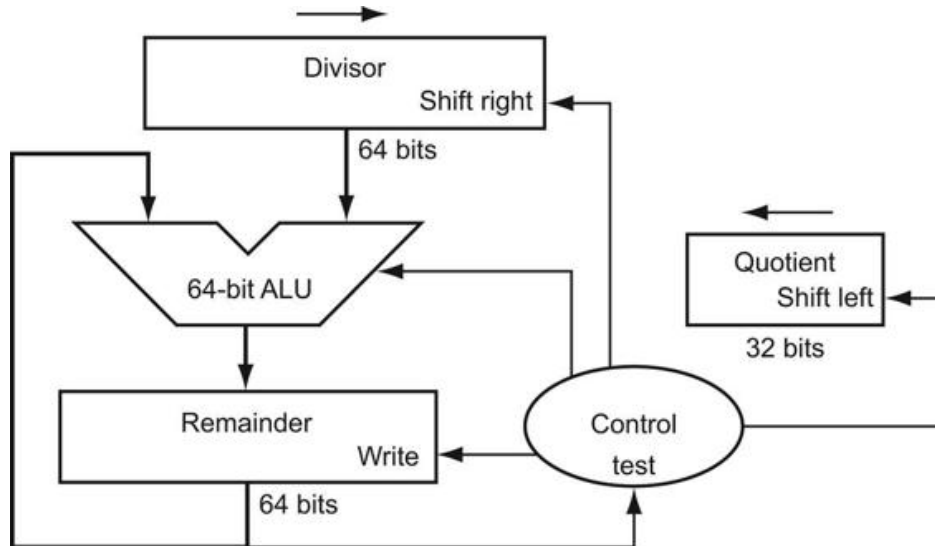 Divisor
Shift right
64 bits
64-bit ALU
Quotient
Shift left
32 bits
Remainder
Write
Control
test
64 bits